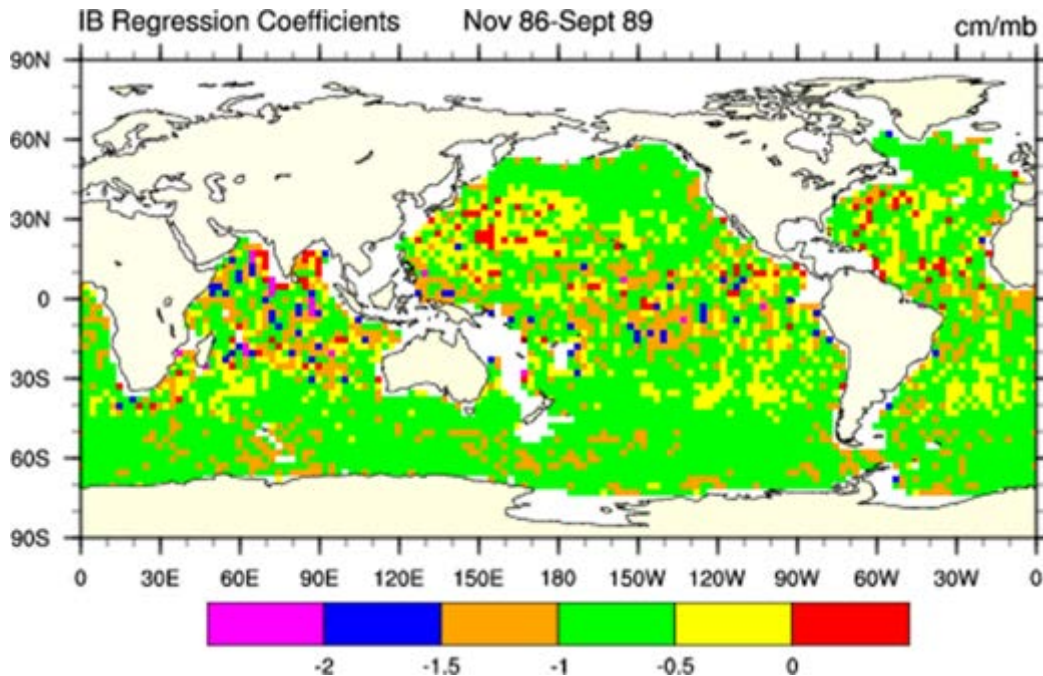 IB Regression Coefficients Nov 86-Sept 89 cm/mb
90N
60N
30N
0
30S
60S
90S
0 30E 60E 90E 120E 150E 180 150W 120W 90W 60W 30W 0
-2 -1.5 -1 -0.5 0